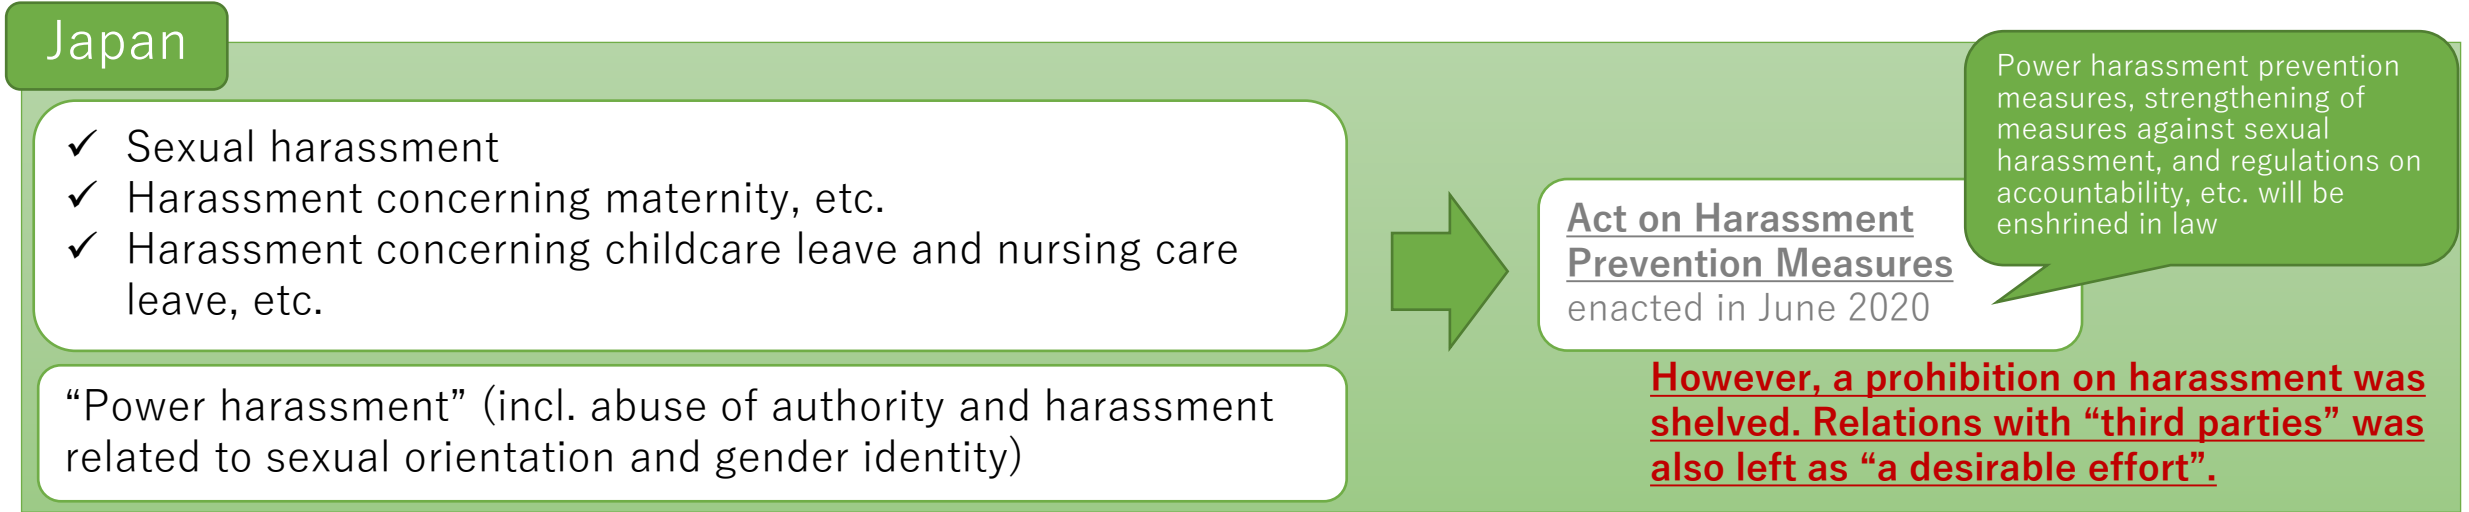 Japan
✓ Sexual harassment
✓ Harassment concerning maternity, etc.
✓ Harassment concerning childcare leave and nursing care
leave, etc.
“Power harassment” (incl. abuse of authority and harassment
related to sexual orientation and gender identity)
Act on Harassment
Prevention Measures
enacted in June 2020
Power harassment prevention
measures, strengthening of
measures against sexual
harassment, and regulations on
accountability, etc. will be
enshrined in law
However, a prohibition on harassment was
shelved. Relations with “third parties” was
also left as “a desirable effort”.